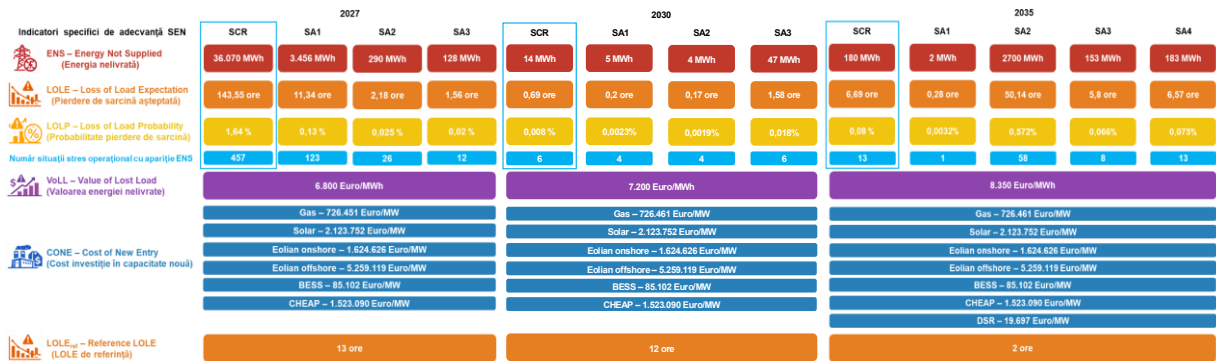 2027 2030 2035
Indicatori specifici de adecvanță SEN SCR SA1 SA2 SA3 SCR SA1 SA2 SA3 SCR SA1 SA2 SA3 SA4
ENS – Energy Not Supplied
(Energia nelivrată)
36.070 MWh 3.456 MWh 290 MWh 128 MWh 14 MWh 5 MWh 4 MWh 47 MWh 180 MWh 2 MWh 2700 MWh 153 MWh 183 MWh
LOLE – Loss of Load Expectation
(Pierdere de sarcină așteptată)
143,55 ore 11,34 ore 2,18 ore 1,56 ore 0,69 ore 0,2 ore 0,17 ore 1,58 ore 6,69 ore 0,28 ore 50,14 ore 5,8 ore 6,57 ore
LOLP – Loss of Load Probability
(Probabilitate pierdere de sarcină)
1,64 % 0,13 % 0,025 % 0,02 % 0,008 % 0,0023% 0,0019% 0,018% 0,08 % 0,0032% 0,572% 0,066% 0,075%
Număr situații stres operațional cu apariție ENS 457 123 26 12 6 4 4 6 13 1 58 8 13
VoLL – Value of Lost Load
(Valoarea energiei nelivrate)
6.800 Euro/MWh 7.200 Euro/MWh 8.350 Euro/MWh
CONE – Cost of New Entry
(Cost investiție în capacitate nouă)
Gas – 726.451 Euro/MW Gas – 726.461 Euro/MW Gas – 726.461 Euro/MW
Solar – 2.123.752 Euro/MW Solar – 2.123.752 Euro/MW Solar – 2.123.752 Euro/MW
Eolian onshore – 1.624.626 Euro/MW Eolian onshore – 1.624.626 Euro/MW Eolian onshore – 1.624.626 Euro/MW
Eolian offshore – 5.259.119 Euro/MW Eolian offshore – 5.259.119 Euro/MW Eolian offshore – 5.259.119 Euro/MW
BESS – 85.102 Euro/MW BESS – 85.102 Euro/MW BESS – 85.102 Euro/MW
CHEAP – 1.523.090 Euro/MW CHEAP – 1.523.090 Euro/MW CHEAP – 1.523.090 Euro/MW
DSR – 19.697 Euro/MW
LOLEref – Reference LOLE
(LOLE de referință)
13 ore 12 ore 2 ore